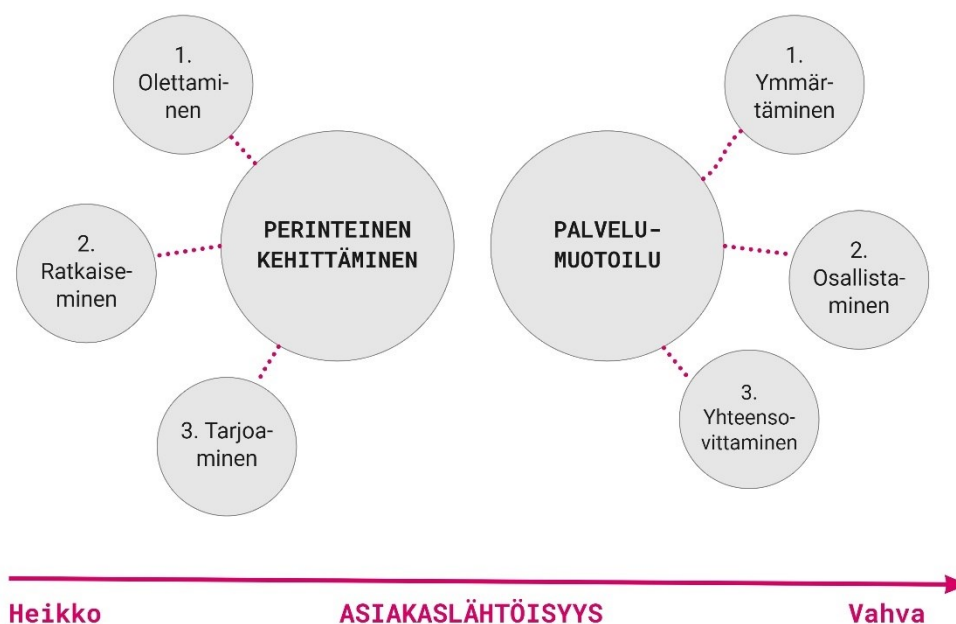 1.
Olettami-
nen
2.
Ratkaise-
minen
3. Tarjoa-
minen
PERINTEINEN
KEHITTÄMINEN
PALVELU-
MUOTOILU
1.
Ymmär-
täminen
2.
Osallista-
minen
3.
Yhteenso-
vittaminen
Heikko
ASIAKASLÄHTÖISYYS
Vahva